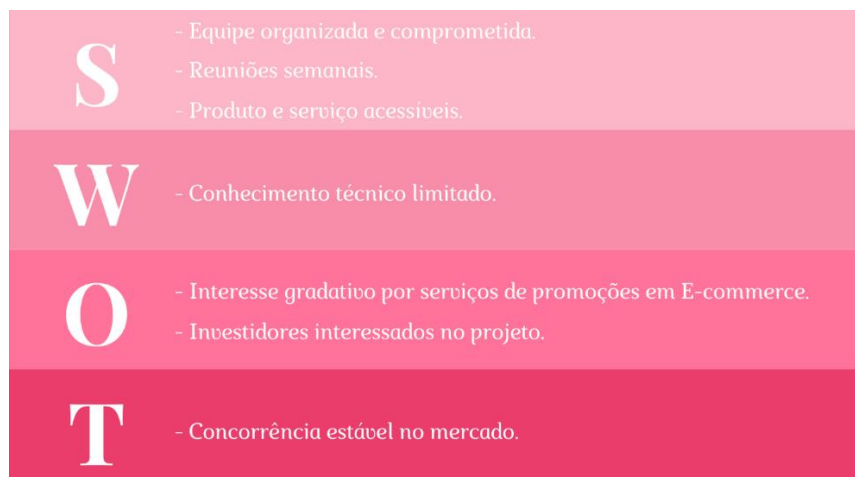 S
- Equipe organizada e comprometida.
- Reuniões semanais.
- Produto e serviço acessíveis.
W
- Conhecimento técnico limitado.
O
- Interesse gradativo por serviços de promoções em E-commerce.
- Investidores interessados no projeto.
T
- Concorrência estável no mercado.